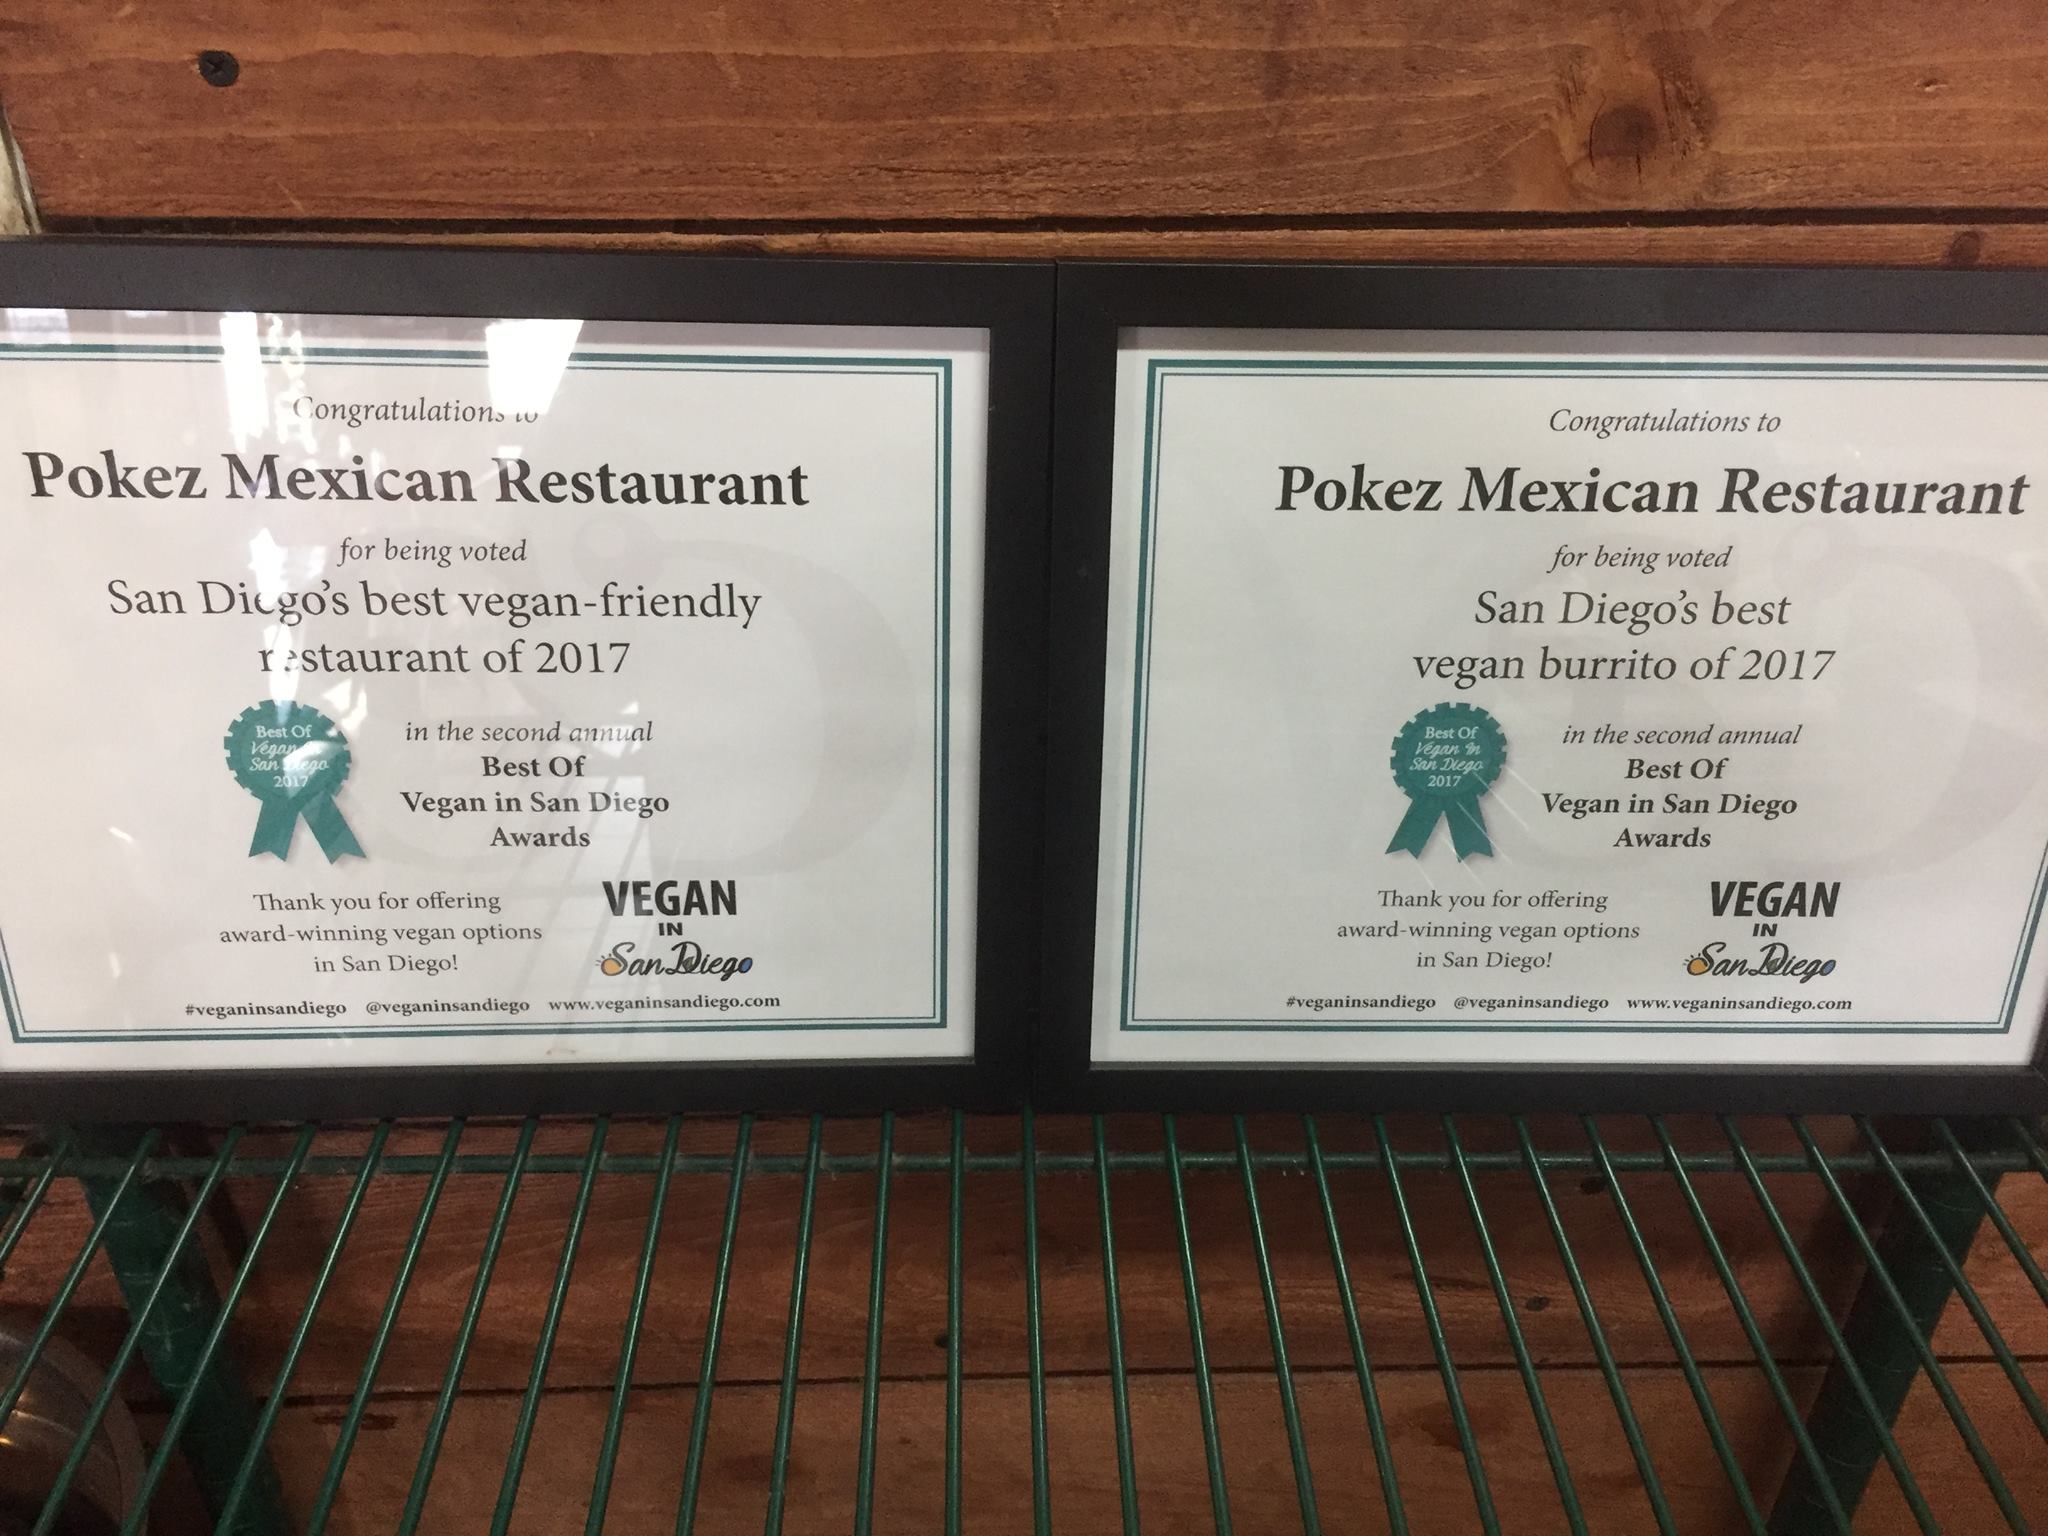 Congratulations to
Pokez Mexican Restaurant
for being voted
San Diego's best vegan-friendly
restaurant of 2017
Best Of
Vegan in
San Diego
2017
in the second annual
Best Of
Vegan in San Diego
Awards
Thank you for offering
award-winning vegan options
in San Diego!
VEGAN
IN
San Diego
#veganinsandiego @veganinsandiego www.veganinsandiego.com
Congratulations to
Pokez Mexican Restaurant
for being voted
San Diego's best
vegan burrito of 2017
Best Of
Vegan in
San Diego
2017
in the second annual
Best Of
Vegan in San Diego
Awards
Thank you for offering
award-winning vegan options
in San Diego!
VEGAN
IN
San Diego
#veganinsandiego @veganinsandiego www.veganinsandiego.com